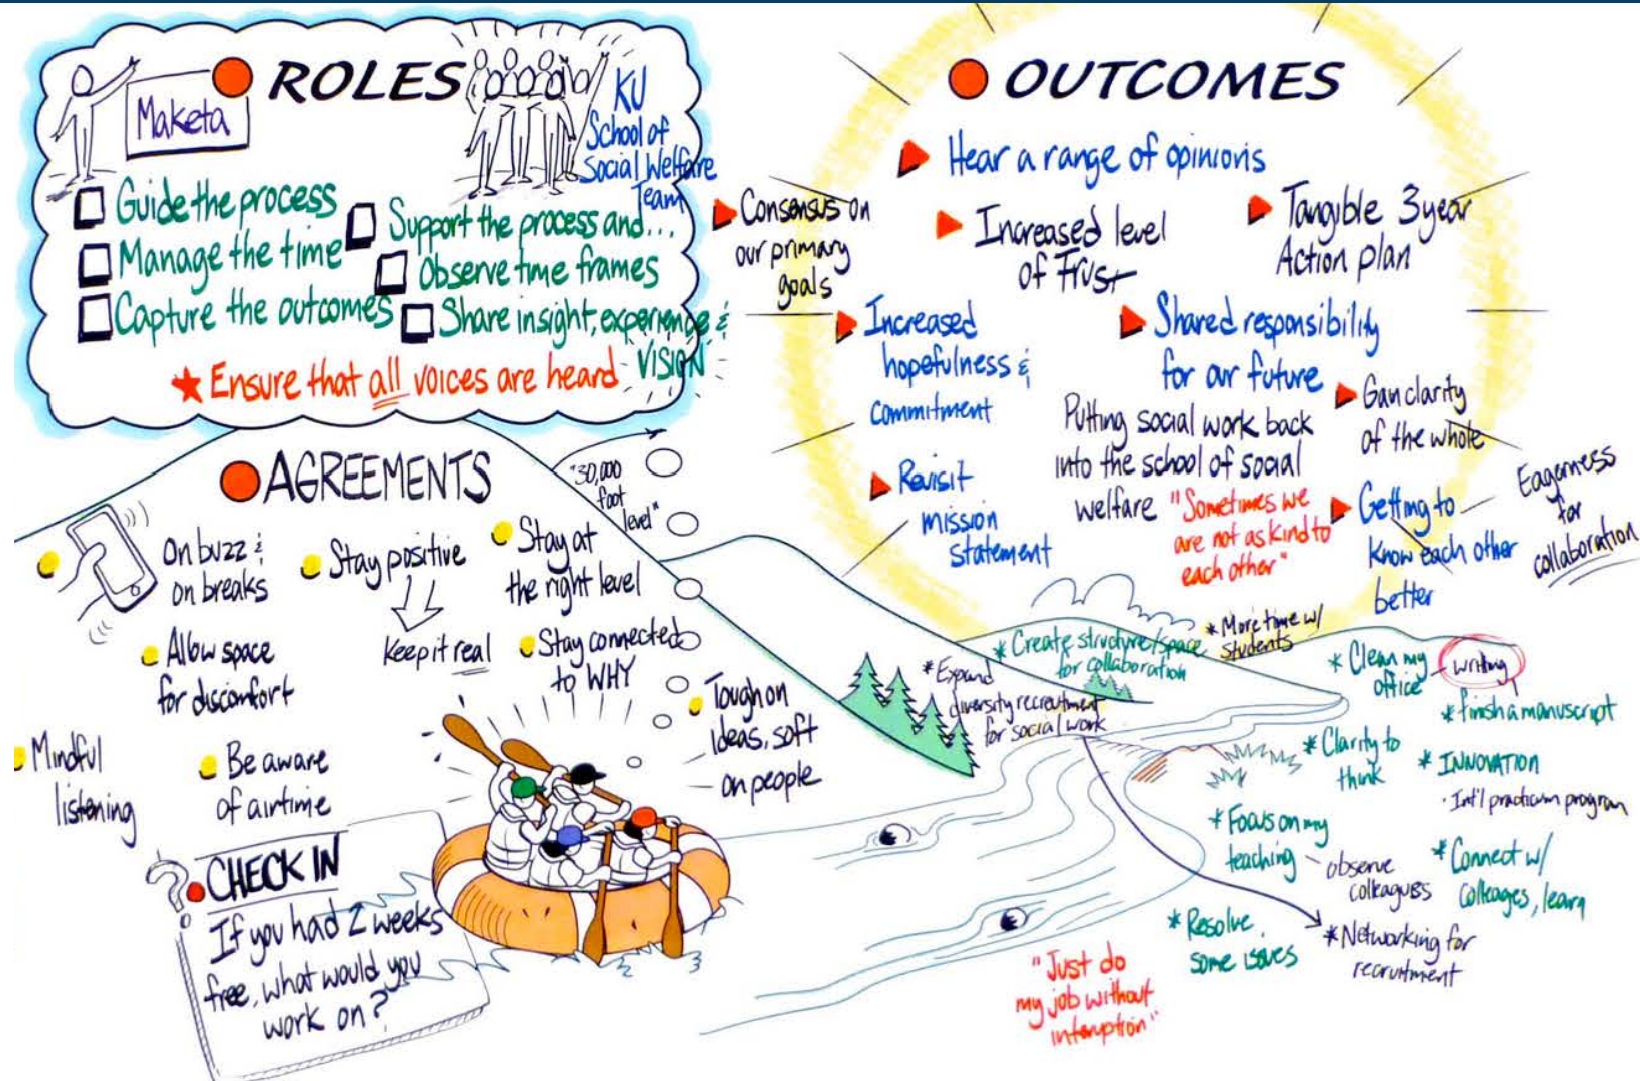 ROLES
Maketa
KU
School of
Social Welfare
Team
Guide the process
Manage the time
Capture the outcomes
Support the process and...
Observe time frames
Share insight, experience &
VISION
Ensure that all voices are heard
OUTCOMES
Hear a range of opinions
Consensus on
our primary
goals
Increased level
of Trust
Tangible 3 year
Action plan
Increased
hopefulness &
commitment
Shared responsibility
for our future
Putting social work back
into the school of social
welfare
"Sometimes we
are not as kind to
each other"
Gain clarity
of the whole
Revisit
mission
statement
Getting to
know each other
better
Eagerness
for
collaboration
AGREEMENTS
"30,000
foot
level"
On buzz &
on breaks
Stay positive
Keep it real
Stay at
the right level
Allow space
for discomfort
Stay connected
to WHY
Mindful
listening
Be aware
of airtime
Tough on
ideas, soft
on people
CHECK IN
If you had 2 weeks
free, what would you
work on?
* Expand
diversity recruitment
for social work
* Create structure/space
for collaboration
* More time w/
students
* Clean my
office
writing
* finish a manuscript
* Clarity to
think
* INNOVATION
· Int'l practicum program
* Focus on my
teaching - observe
colleagues
* Connect w/
colleages, learn
* Resolve
some issues
* Networking for
recruitment
"Just do
my job without
interuption"